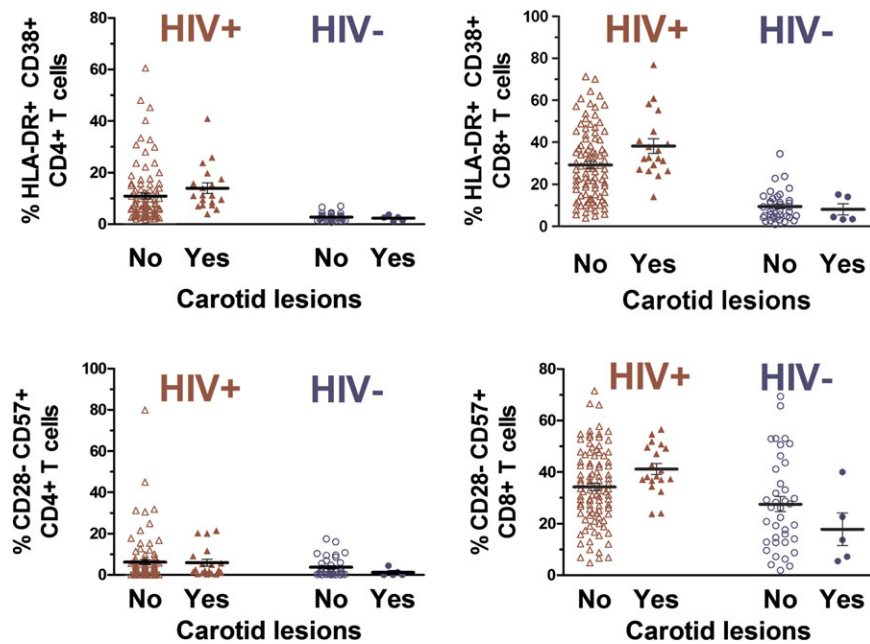 % HLA-DR+ CD38+
CD4+ T cells
80
60
40
20
0
HIV+ HIV-
No Yes No Yes
Carotid lesions
% HLA-DR+ CD38+
CD8+ T cells
100
80
60
40
20
0
HIV+ HIV-
No Yes No Yes
Carotid lesions
% CD28- CD57+
CD4+ T cells
100
80
60
40
20
0
HIV+ HIV-
No Yes No Yes
Carotid lesions
% CD28- CD57+
CD8+ T cells
80
60
40
20
0
HIV+ HIV-
No Yes No Yes
Carotid lesions